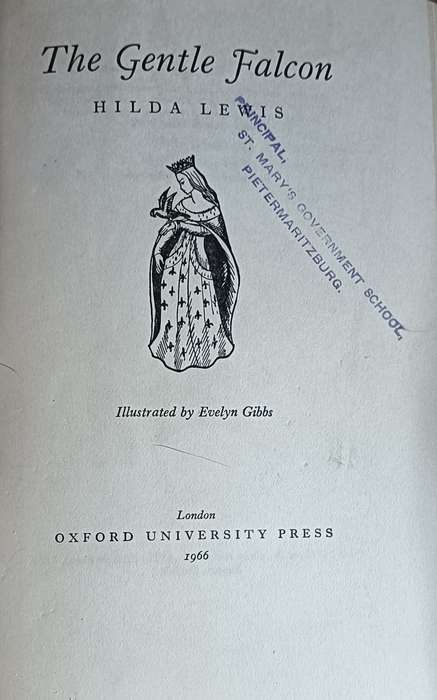 The Gentle Falcon
HILDA LEWIS
PRINCIPAL,
ST. MARY'S GOVERNMENT SCHOOL,
PIETERMARITZBURG.
Illustrated by Evelyn Gibbs
London
OXFORD UNIVERSITY PRESS
1966